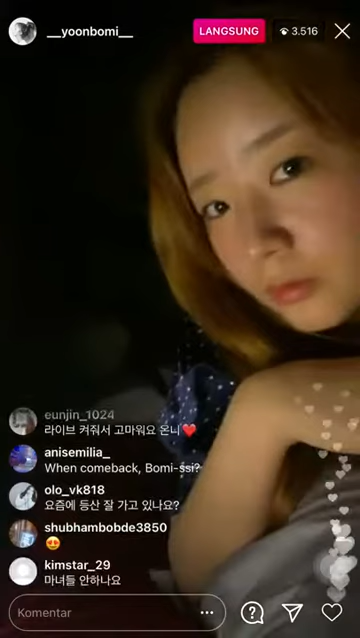 __yoonbomi__ LANGSUNG 3.516
eunjin_1024
라이브 켜줘서 고마워요 온니❤️
anisemilia_
When comeback, Bomi-ssi?
olo_vk818
요즘에 등산 잘 가고 있나요?
shubhambobde3850
😍
kimstar_29
마녀들 안하나요
Komentar